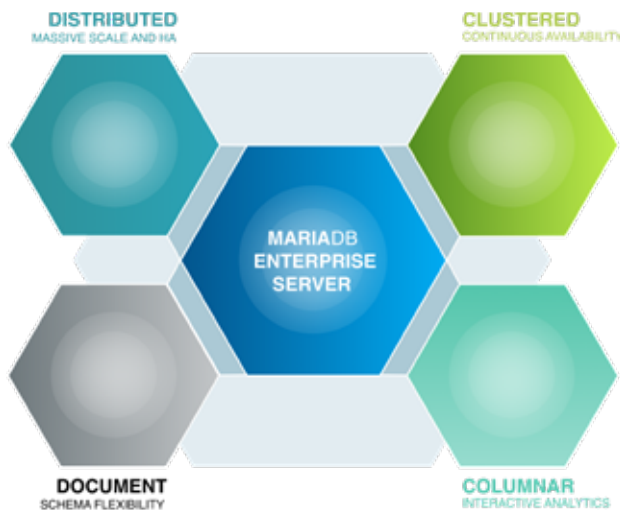 DISTRIBUTED
MASSIVE SCALE AND HA
CLUSTERED
CONTINUOUS AVAILABILITY
MARIADB
ENTERPRISE
SERVER
DOCUMENT
SCHEMA FLEXIBILITY
COLUMNAR
INTERACTIVE ANALYTICS